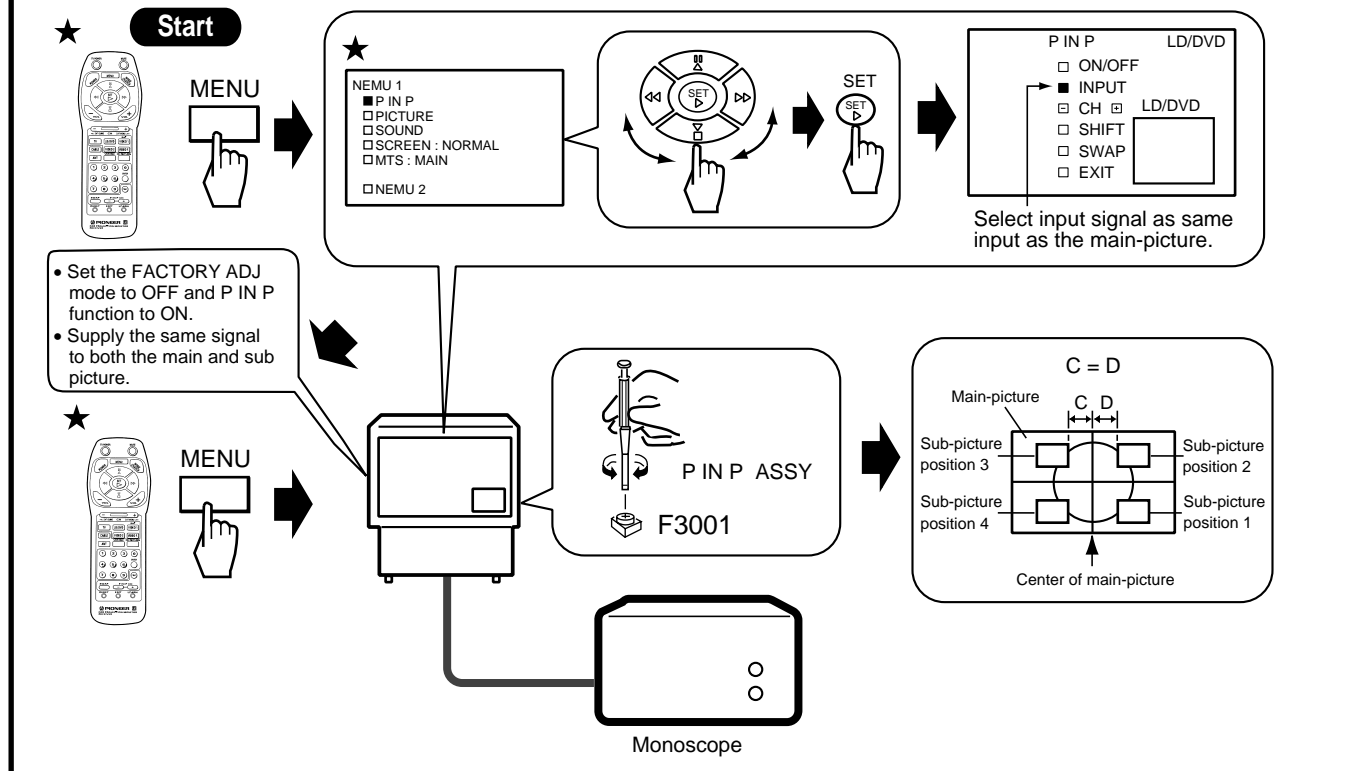 Start
MENU
NEMU 1
■ P IN P
□ PICTURE
□ SOUND
□ SCREEN : NORMAL
□ MTS : MAIN
□ NEMU 2
SET
SET
SET
P IN P LD/DVD
□ ON/OFF
■ INPUT
⊟ CH ⊞ LD/DVD
□ SHIFT
□ SWAP
□ EXIT
Select input signal as same
input as the main-picture.
PIONEER
• Set the FACTORY ADJ
mode to OFF and P IN P
function to ON.
• Supply the same signal
to both the main and sub
picture.
MENU
PIONEER
P IN P ASSY
F3001
C = D
Main-picture
C D
Sub-picture
position 3
Sub-picture
position 2
Sub-picture
position 4
Sub-picture
position 1
Center of main-picture
Monoscope